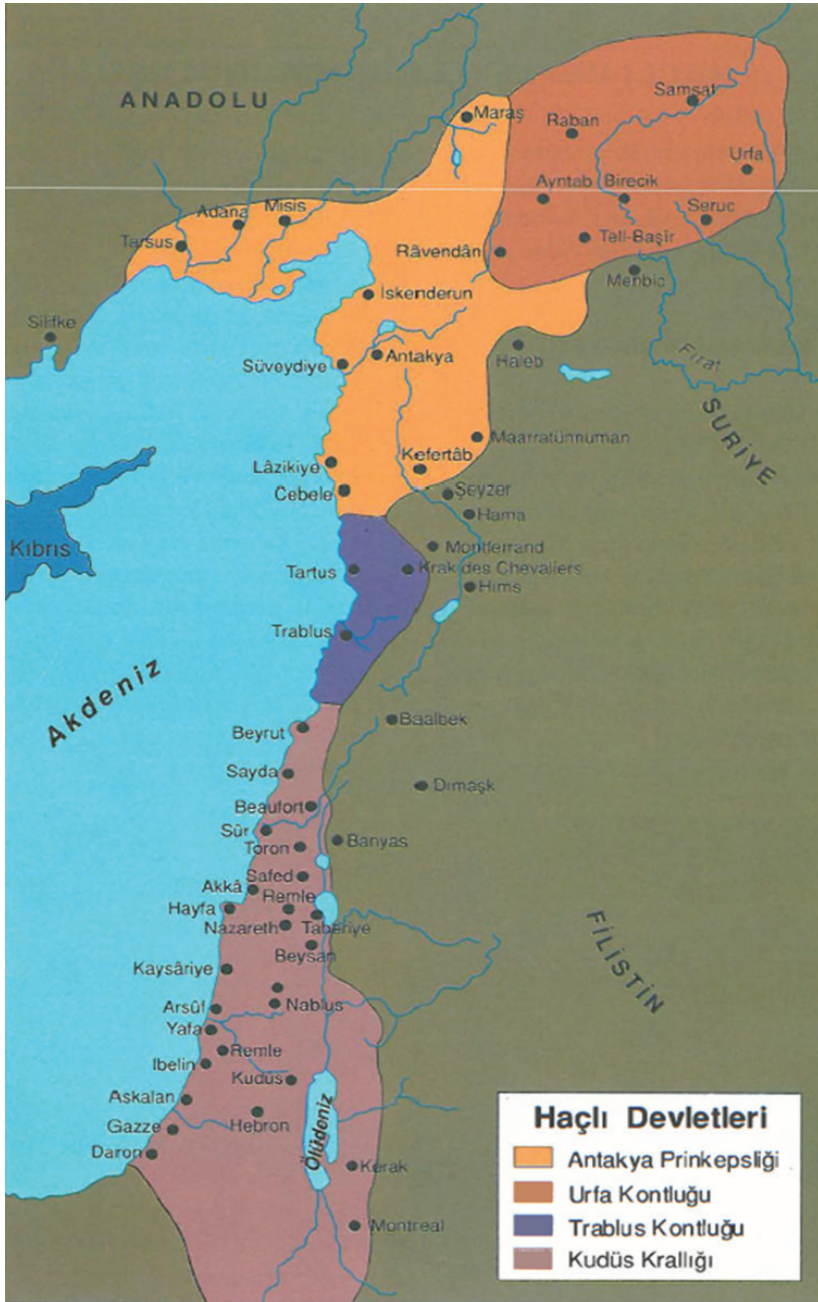 ANADOLU
Maraş
Samsat
Raban
Urfa
Ayntab
Birecik
Seruc
Adana
Misis
Tarsus
Tell-Başîr
Râvendân
Menbic
İskenderun
Silifke
Antakya
Haleb
Fırat
Süveydiye
SURİYE
Maarratünnuman
Lâzikiye
Kefertâb
Cebele
Şeyzer
Hama
Kıbrıs
Montferrand
Tartus
Krak des Chevaliers
Hıms
Trablus
Akdeniz
Beyrut
Baalbek
Sayda
Dımaşk
Beaufort
Sûr
Toron
Banyas
Safed
Akkâ
Remle
Hayfa
Nazareth
Taberiye
Beysan
FİLİSTİN
Kaysâriye
Arsûf
Nablus
Yafa
Remle
Ibelin
Kudüs
Askalan
Hebron
Gazze
Ölüdeniz
Daron
Kerak
Montreal
Haçlı Devletleri
Antakya Prinkepsliği
Urfa Kontluğu
Trablus Kontluğu
Kudüs Krallığı